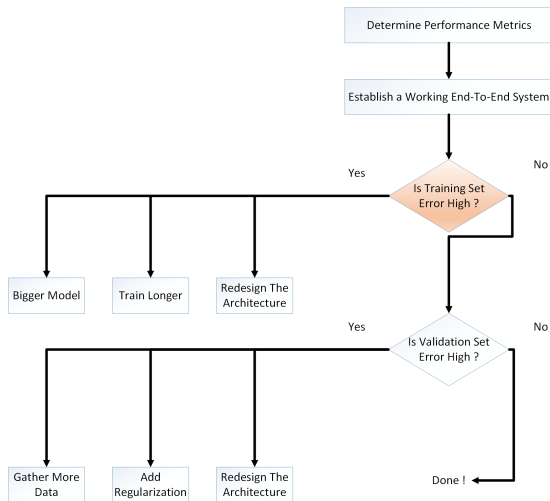 Determine Performance Metrics
Establish a Working End-To-End System
Is Training Set
Error High ?
Yes
No
Bigger Model
Train Longer
Redesign The
Architecture
Is Validation Set
Error High ?
Yes
No
Gather More
Data
Add
Regularization
Redesign The
Architecture
Done !